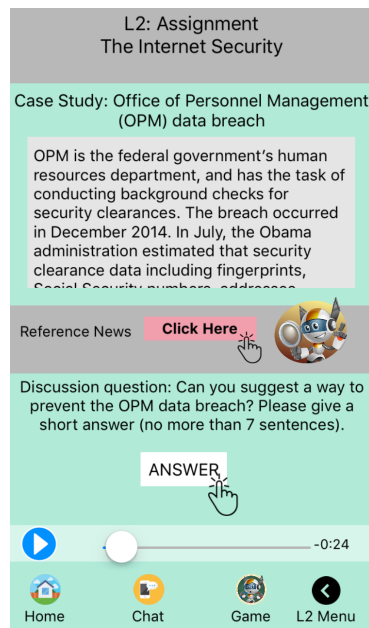 L2: Assignment
The Internet Security
Case Study: Office of Personnel Management
(OPM) data breach
OPM is the federal government's human
resources department, and has the task of
conducting background checks for
security clearances. The breach occurred
in December 2014. In July, the Obama
administration estimated that security
clearance data including fingerprints,
Social Security numbers, addresses
Reference News
Click Here
Discussion question: Can you suggest a way to
prevent the OPM data breach? Please give a
short answer (no more than 7 sentences).
ANSWER
-0:24
Home
Chat
Game
L2 Menu